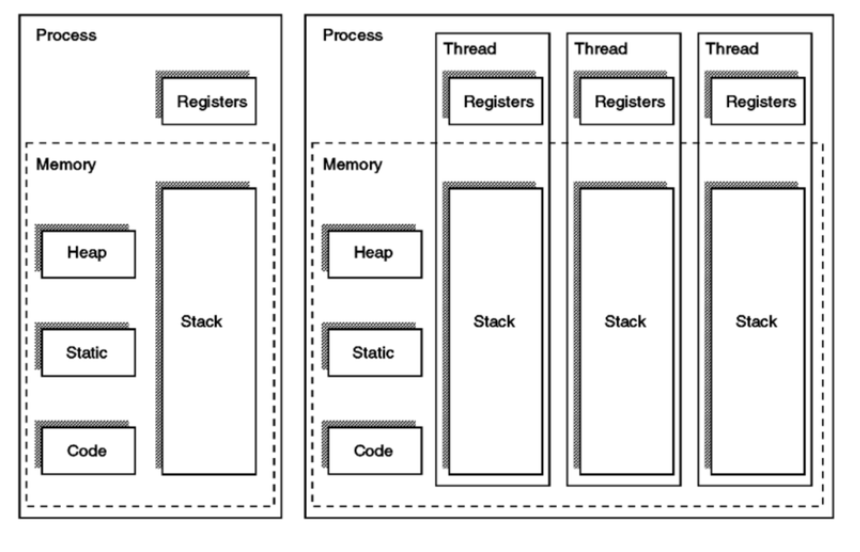 Process
Registers
Memory
Heap
Stack
Static
Code
Process
Thread
Thread
Thread
Registers
Registers
Registers
Memory
Heap
Stack
Stack
Stack
Static
Code